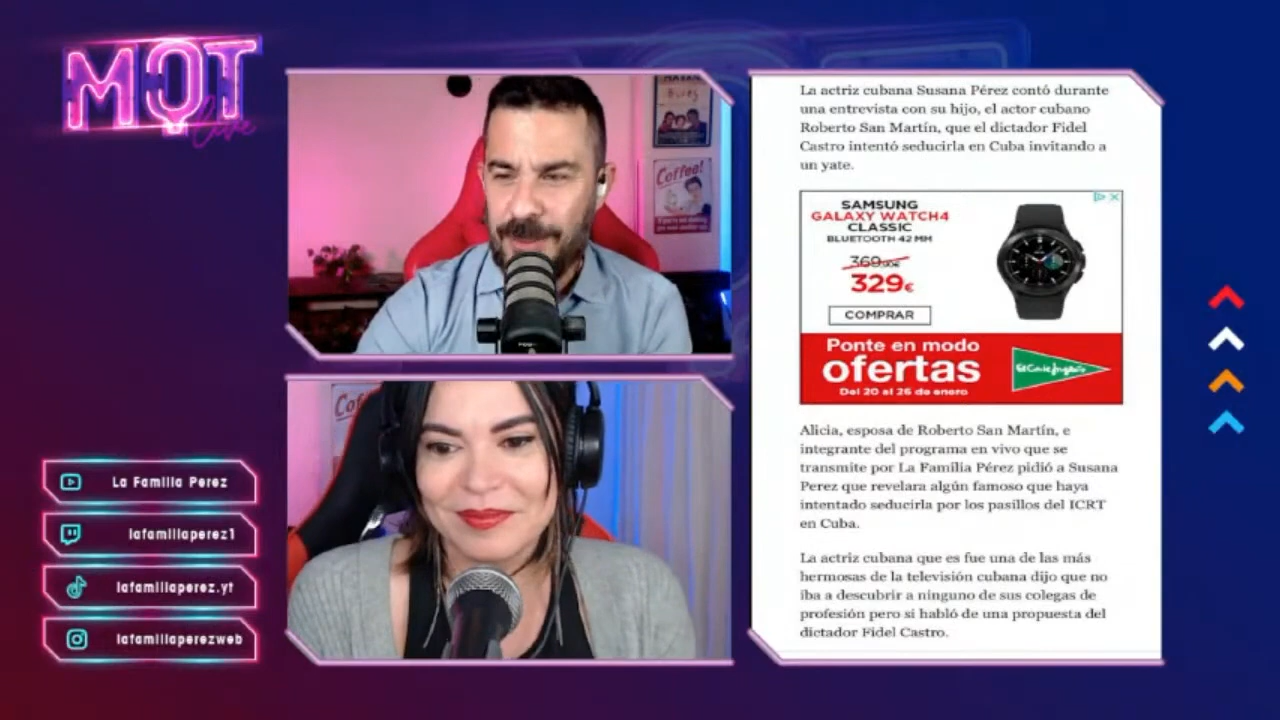 MQT
live
La Familia Perez
lafamiliaperez1
lafamiliaperez.yt
lafamiliaperezweb
Coffee!
Cof
La actriz cubana Susana Pérez contó durante
una entrevista con su hijo, el actor cubano
Roberto San Martín, que el dictador Fidel
Castro intentó seducirla en Cuba invitando a
un yate.
SAMSUNG
GALAXY WATCH4
CLASSIC
BLUETOOTH 42 MM
369,00€
329€
COMPRAR
Ponte en modo
ofertas
Del 20 al 26 de enero
El Corte Inglés
Alicia, esposa de Roberto San Martín, e
integrante del programa en vivo que se
transmite por La Familia Pérez pidió a Susana
Perez que revelara algún famoso que haya
intentado seducirla por los pasillos del ICRT
en Cuba.
La actriz cubana que es fue una de las más
hermosas de la televisión cubana dijo que no
iba a descubrir a ninguno de sus colegas de
profesión pero si habló de una propuesta del
dictador Fidel Castro.